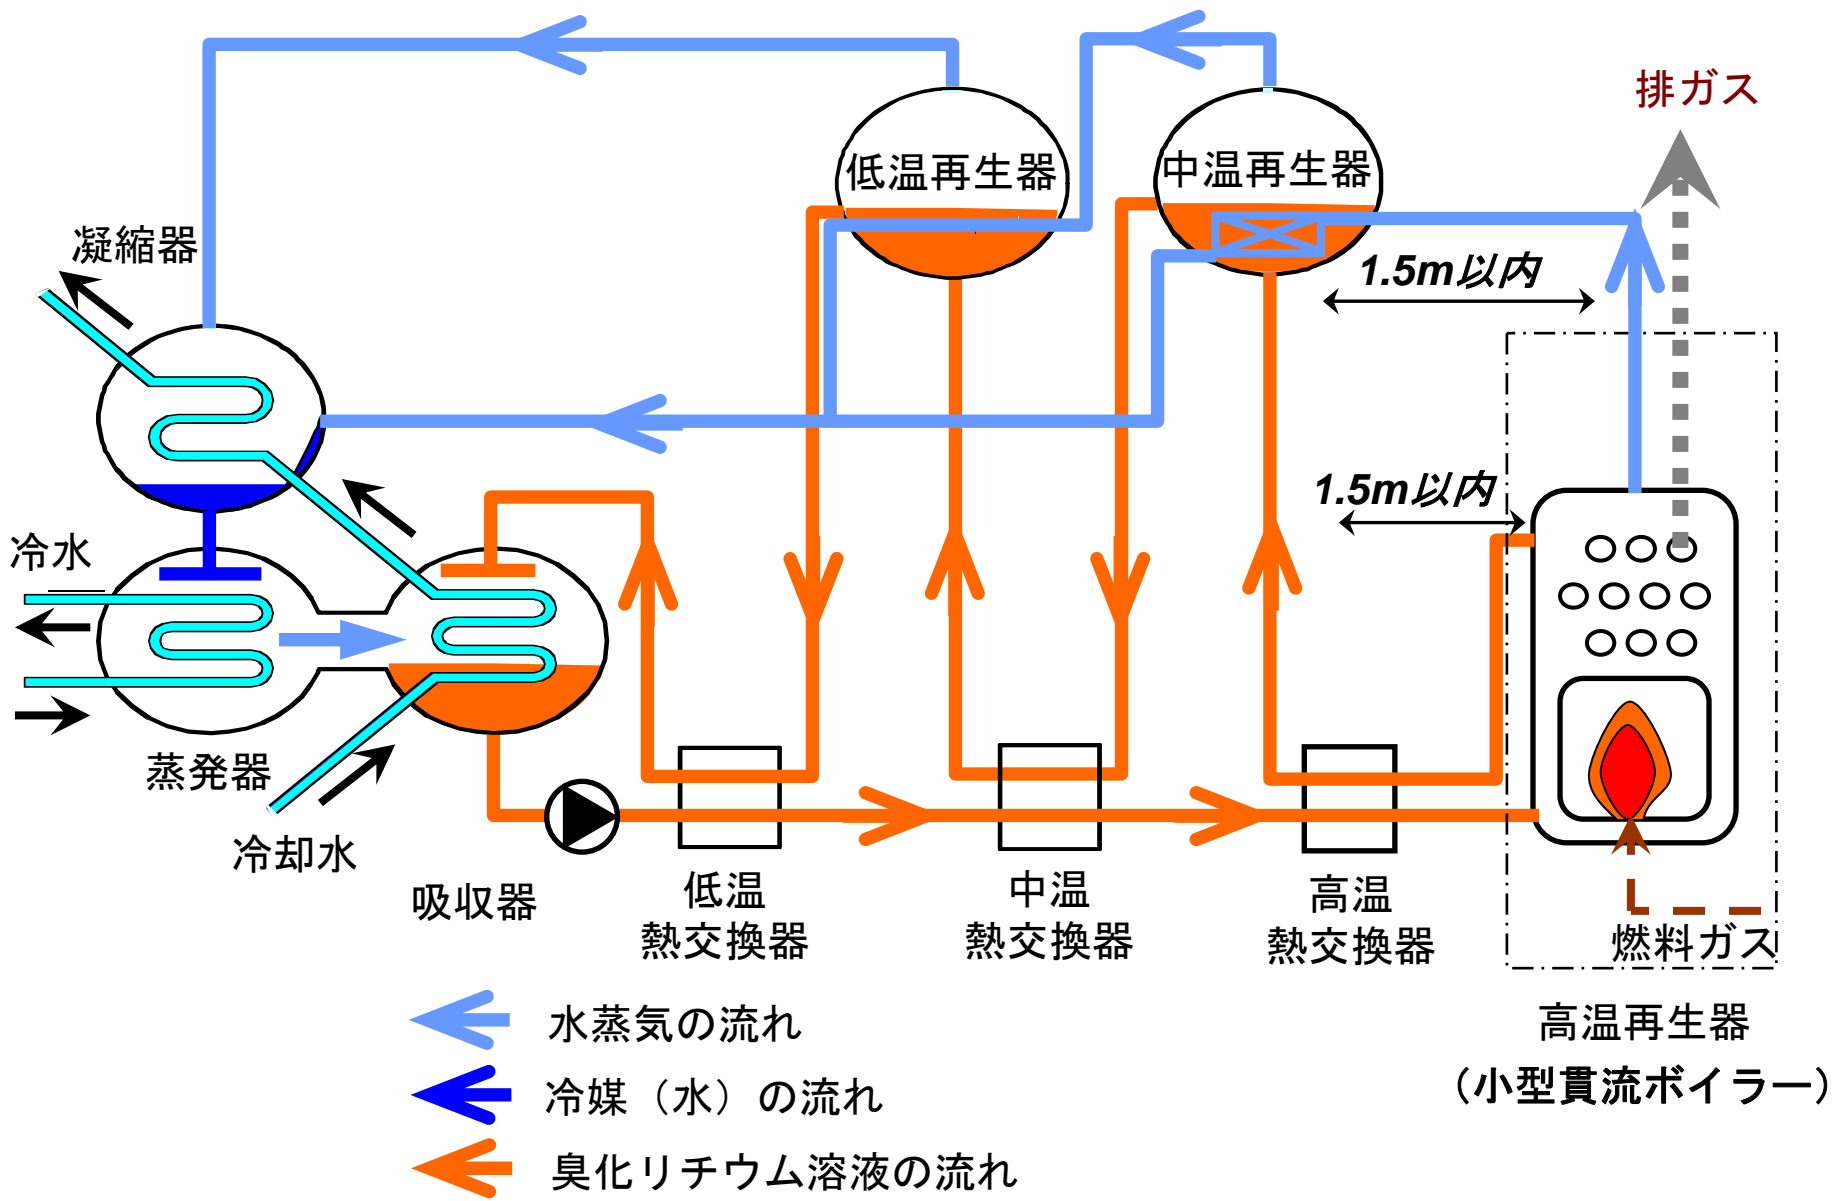 排ガス
低温再生器
中温再生器
凝縮器
1.5m以内
1.5m以内
冷水
蒸発器
冷却水
吸収器
低温
熱交換器
中温
熱交換器
高温
熱交換器
燃料ガス
高温再生器
（小型貫流ボイラー）
水蒸気の流れ
冷媒（水）の流れ
臭化リチウム溶液の流れ